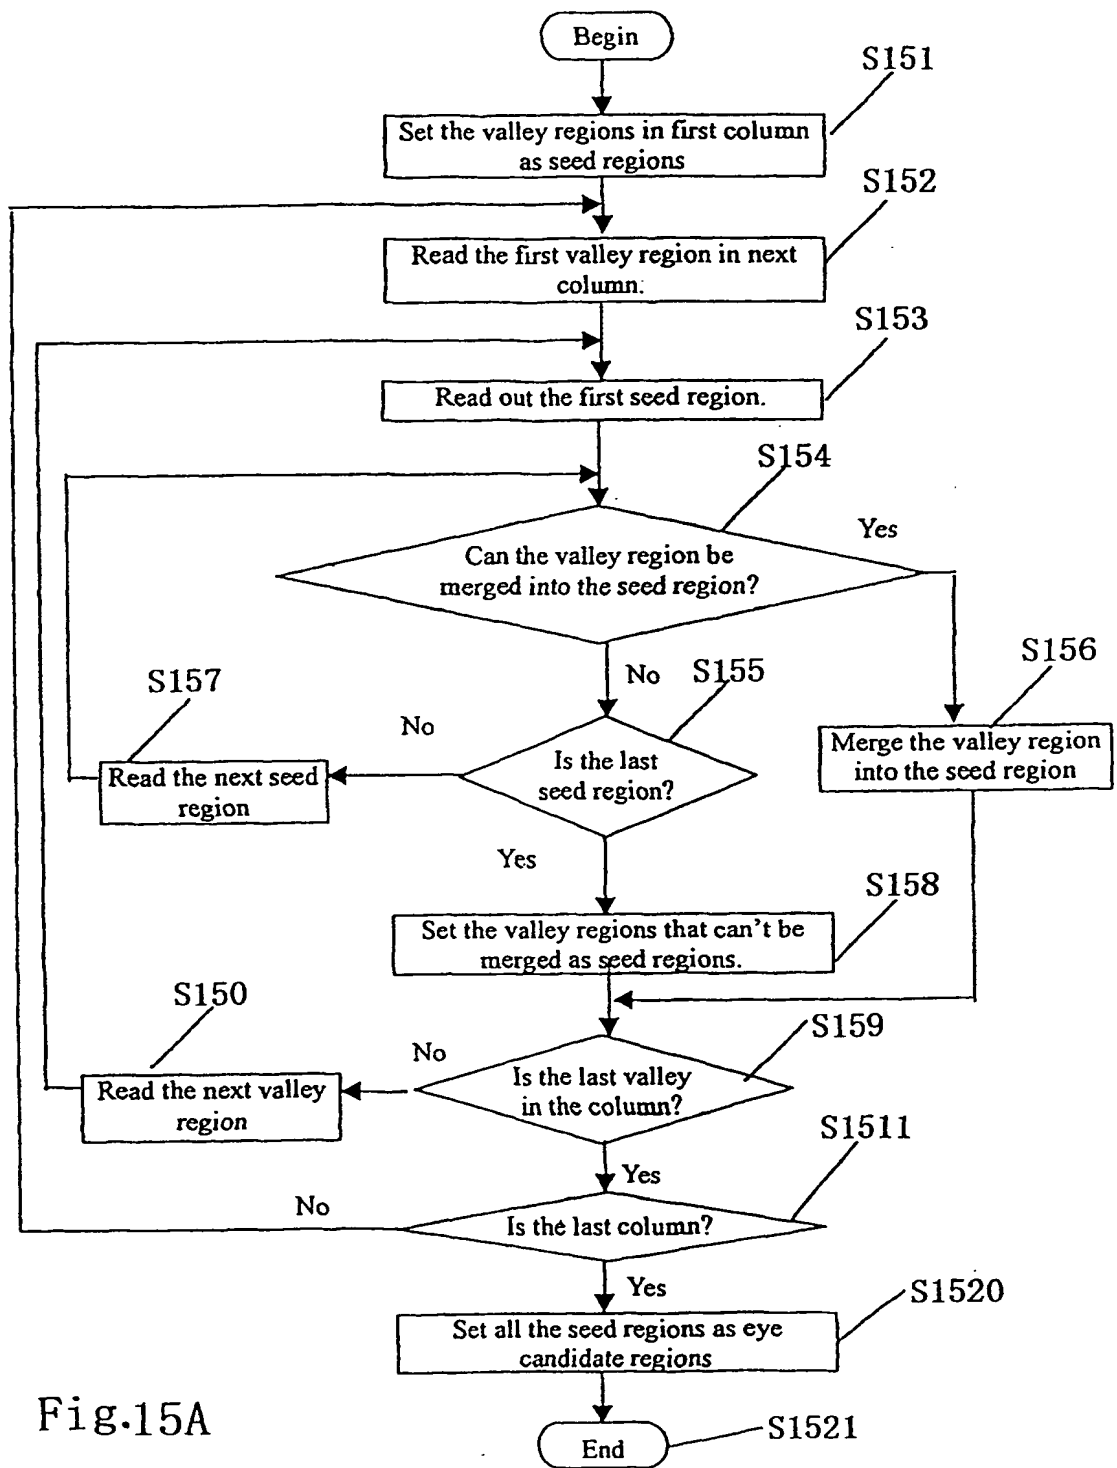 Begin
S151
Set the valley regions in first column
as seed regions
S152
Read the first valley region in next
column.
S153
Read out the first seed region.
S154
Yes
Can the valley region be
merged into the seed region?
S156
No
S155
S157
No
Merge the valley region
into the seed region
Is the last
seed region?
Read the next seed
region
Yes
S158
Set the valley regions that can't be
merged as seed regions.
S150
S159
No
Is the last valley
in the column?
Read the next valley
region
S1511
Yes
No
Is the last column?
Yes
S1520
Set all the seed regions as eye
candidate regions
Fig.15A
S1521
End